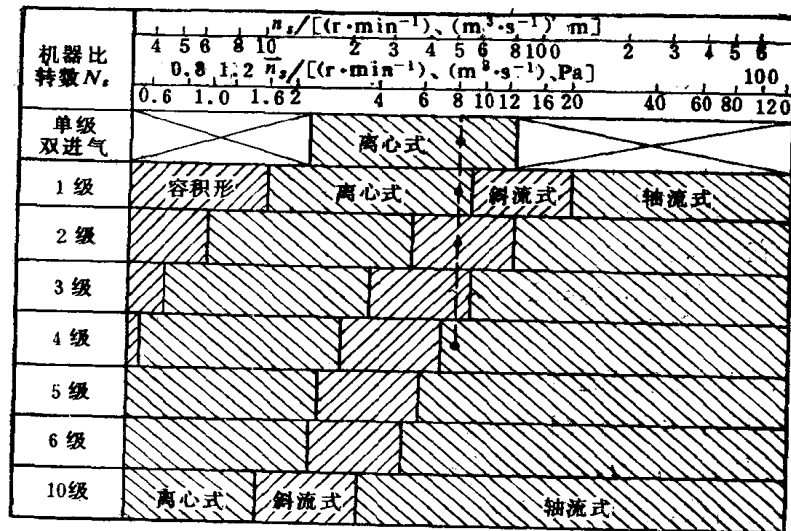 机器比
转数Nₛ
nₛ/[(r·min⁻¹)、(m³·s⁻¹)、m]
4 5 6 8 10 2 3 4 5 6 8 100 2 3 4 5 6
0.8 1.2 n̅ₛ/[(r·min⁻¹)、(m³·s⁻¹)、Pa] 100
0.6 1.0 1.6 2 4 6 8 10 12 16 20 40 60 80 120
单级
双进气
离心式
1级 容积形 离心式 斜流式 轴流式
2级
3级
4级
5级
6级
10级 离心式 斜流式 轴流式